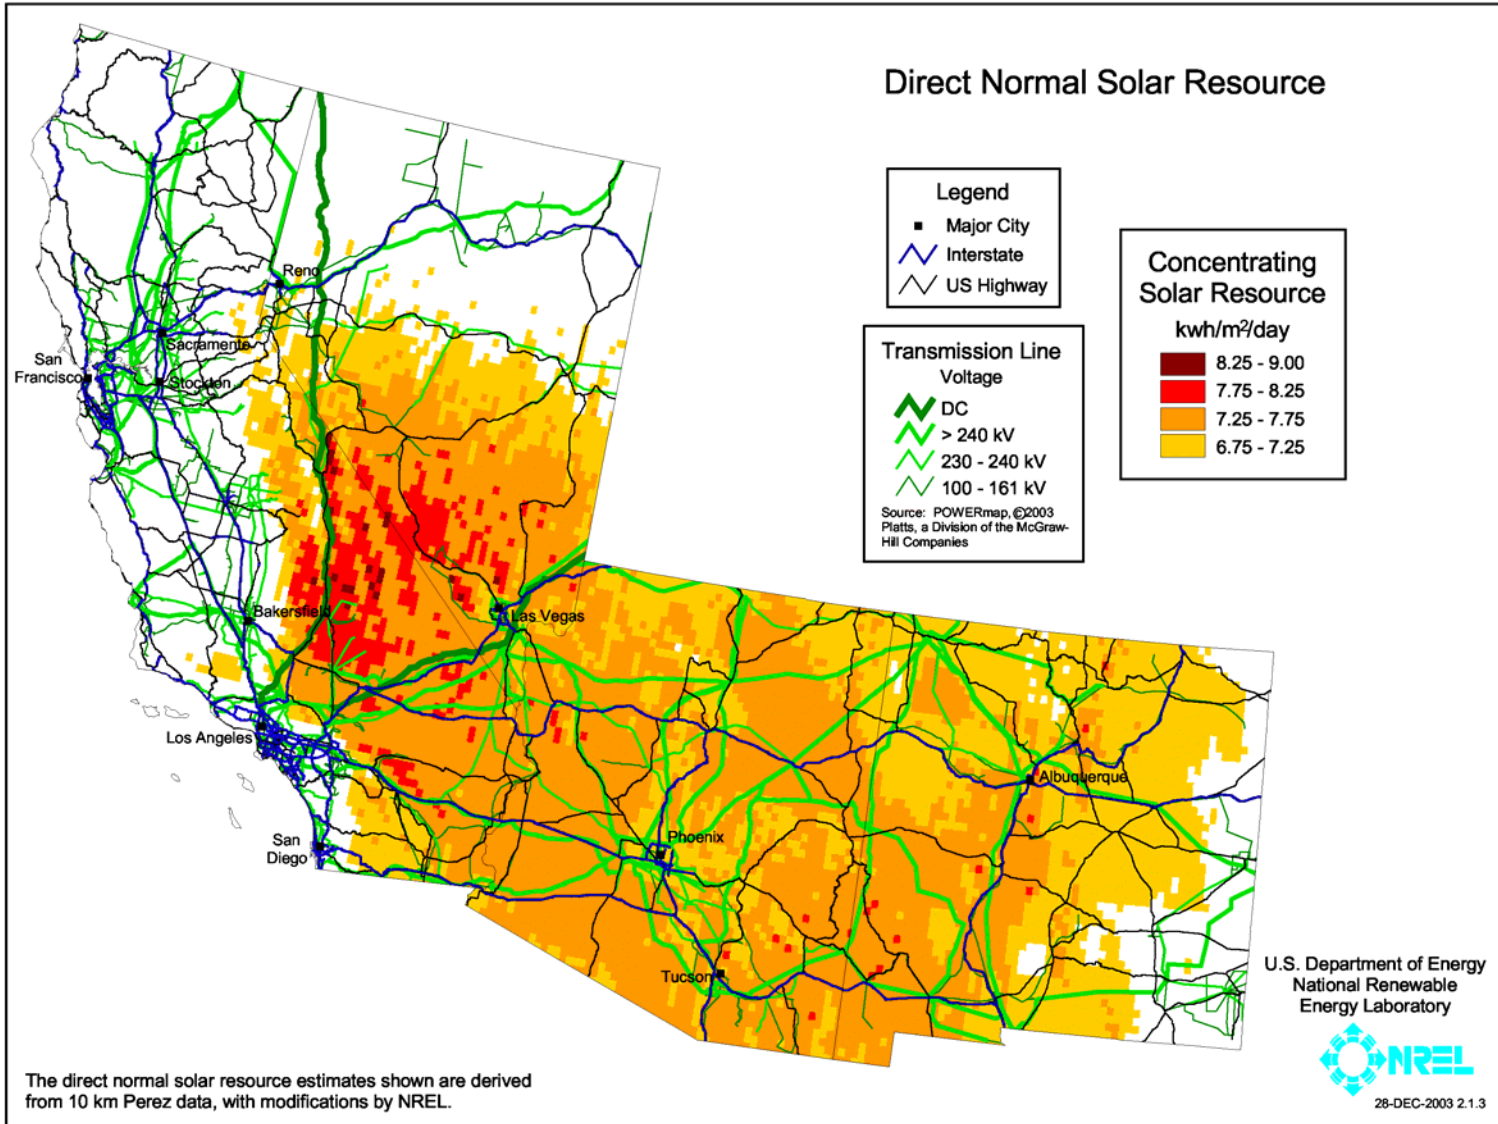 Direct Normal Solar Resource
Legend
Major City
Interstate
US Highway
Concentrating
Solar Resource
kwh/m²/day
8.25 - 9.00
7.75 - 8.25
7.25 - 7.75
6.75 - 7.25
Transmission Line
Voltage
DC
> 240 kV
230 - 240 kV
100 - 161 kV
Source: POWERmap, ©2003
Platts, a Division of the McGraw-
Hill Companies
Reno
Sacramento
San
Francisco
Stockton
Bakersfield
Las Vegas
Los Angeles
Albuquerque
San
Diego
Phoenix
Tucson
U.S. Department of Energy
National Renewable
Energy Laboratory
NREL
28-DEC-2003 2.1.3
The direct normal solar resource estimates shown are derived
from 10 km Perez data, with modifications by NREL.